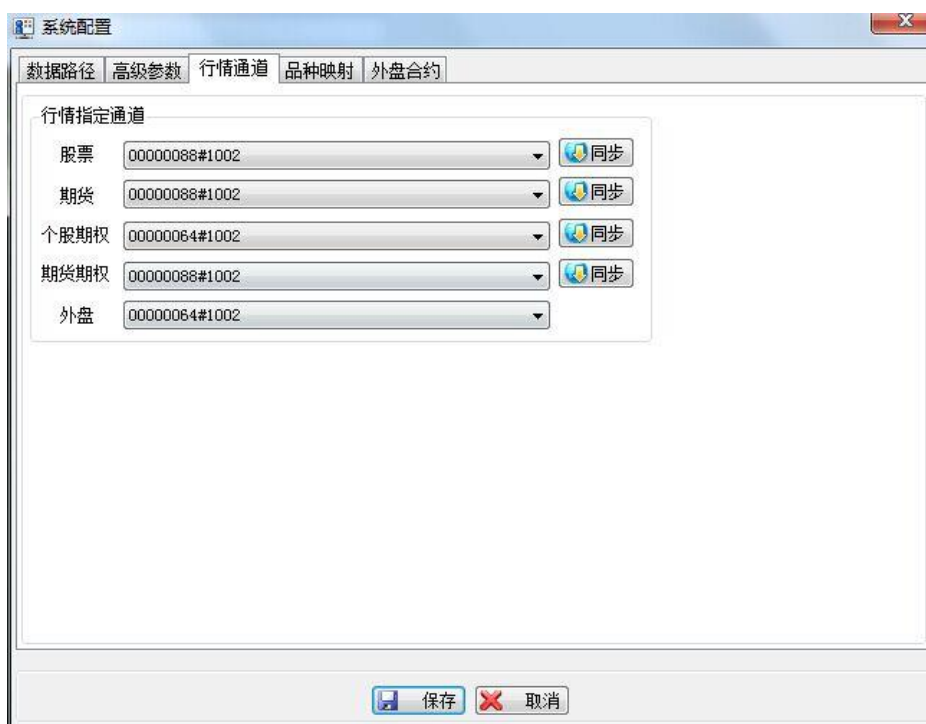 系统配置
数据路径 高级参数 行情通道 品种映射 外盘合约
行情指定通道
股票 00000088#1002 同步
期货 00000088#1002 同步
个股期权 00000064#1002 同步
期货期权 00000088#1002 同步
外盘 00000064#1002
保存 取消